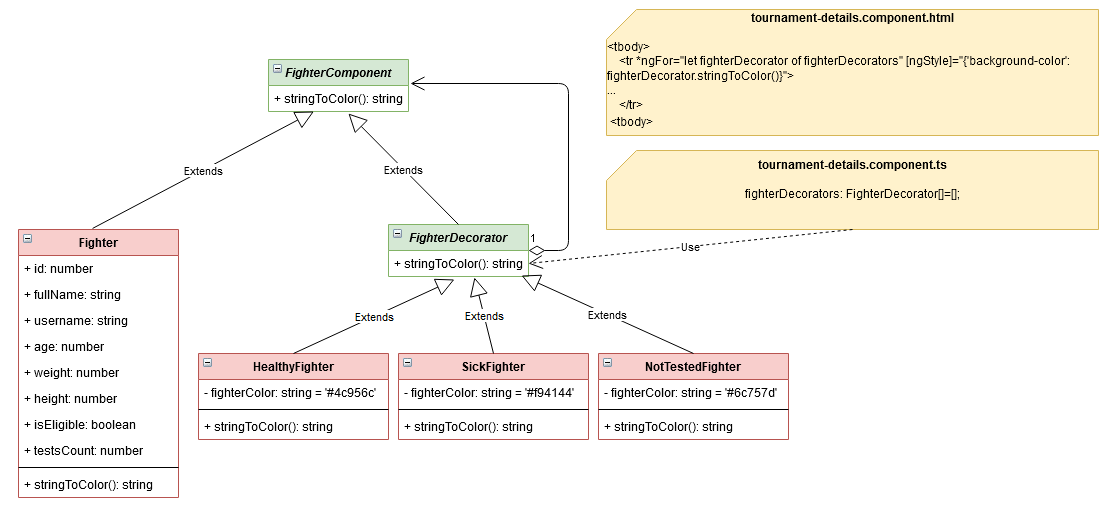 tournament-details.component.html
<tbody>
<tr *ngFor="let fighterDecorator of fighterDecorators" [ngStyle]="{'background-color':
fighterDecorator.stringToColor()}">
...
</tr>
<tbody>
FighterComponent
+ stringToColor(): string
Extends
Extends
tournament-details.component.ts
fighterDecorators: FighterDecorator[]=[];
Use
FighterDecorator
1
+ stringToColor(): string
Fighter
+ id: number
+ fullName: string
+ username: string
+ age: number
+ weight: number
+ height: number
+ isEligible: boolean
+ testsCount: number
+ stringToColor(): string
Extends
Extends
Extends
HealthyFighter
- fighterColor: string = '#4c956c'
+ stringToColor(): string
SickFighter
- fighterColor: string = '#f94144'
+ stringToColor(): string
NotTestedFighter
- fighterColor: string = '#6c757d'
+ stringToColor(): string